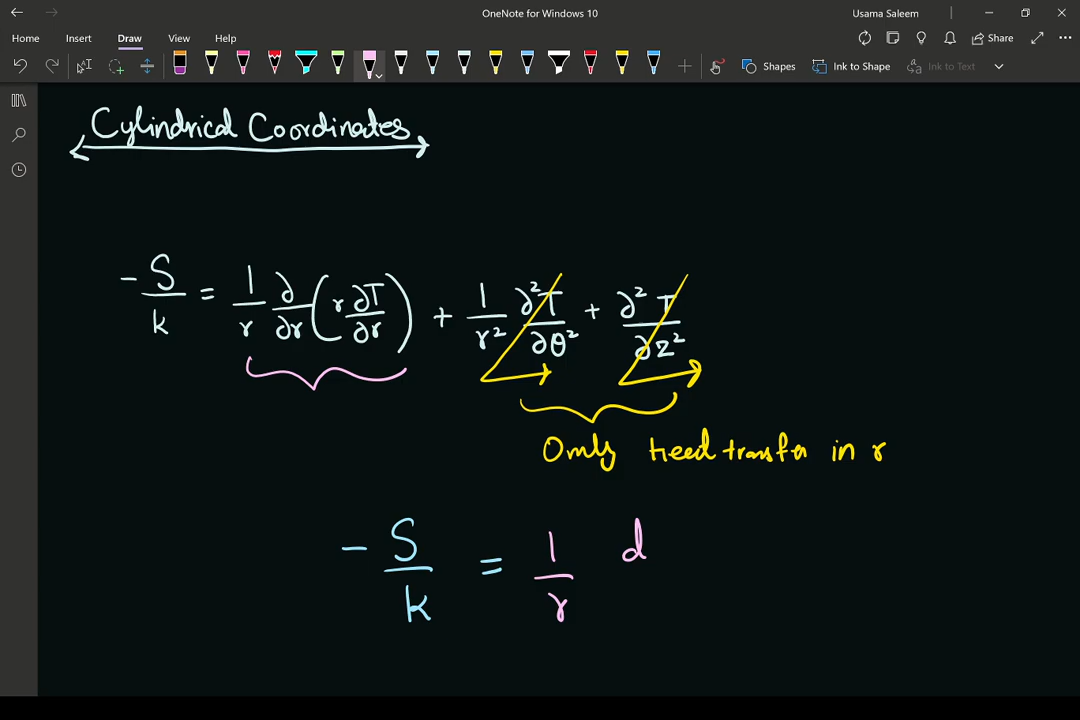 OneNote for Windows 10
Usama Saleem
Home Insert Draw View Help
Share
Shapes Ink to Shape Ink to Text
Cylindrical Coordinates
-S/k = 1/r ∂/∂r (r ∂T/∂r) + 1/r² ∂²T/∂θ² + ∂²T/∂z²
Only heed transfer in r
-S/k = 1/r d